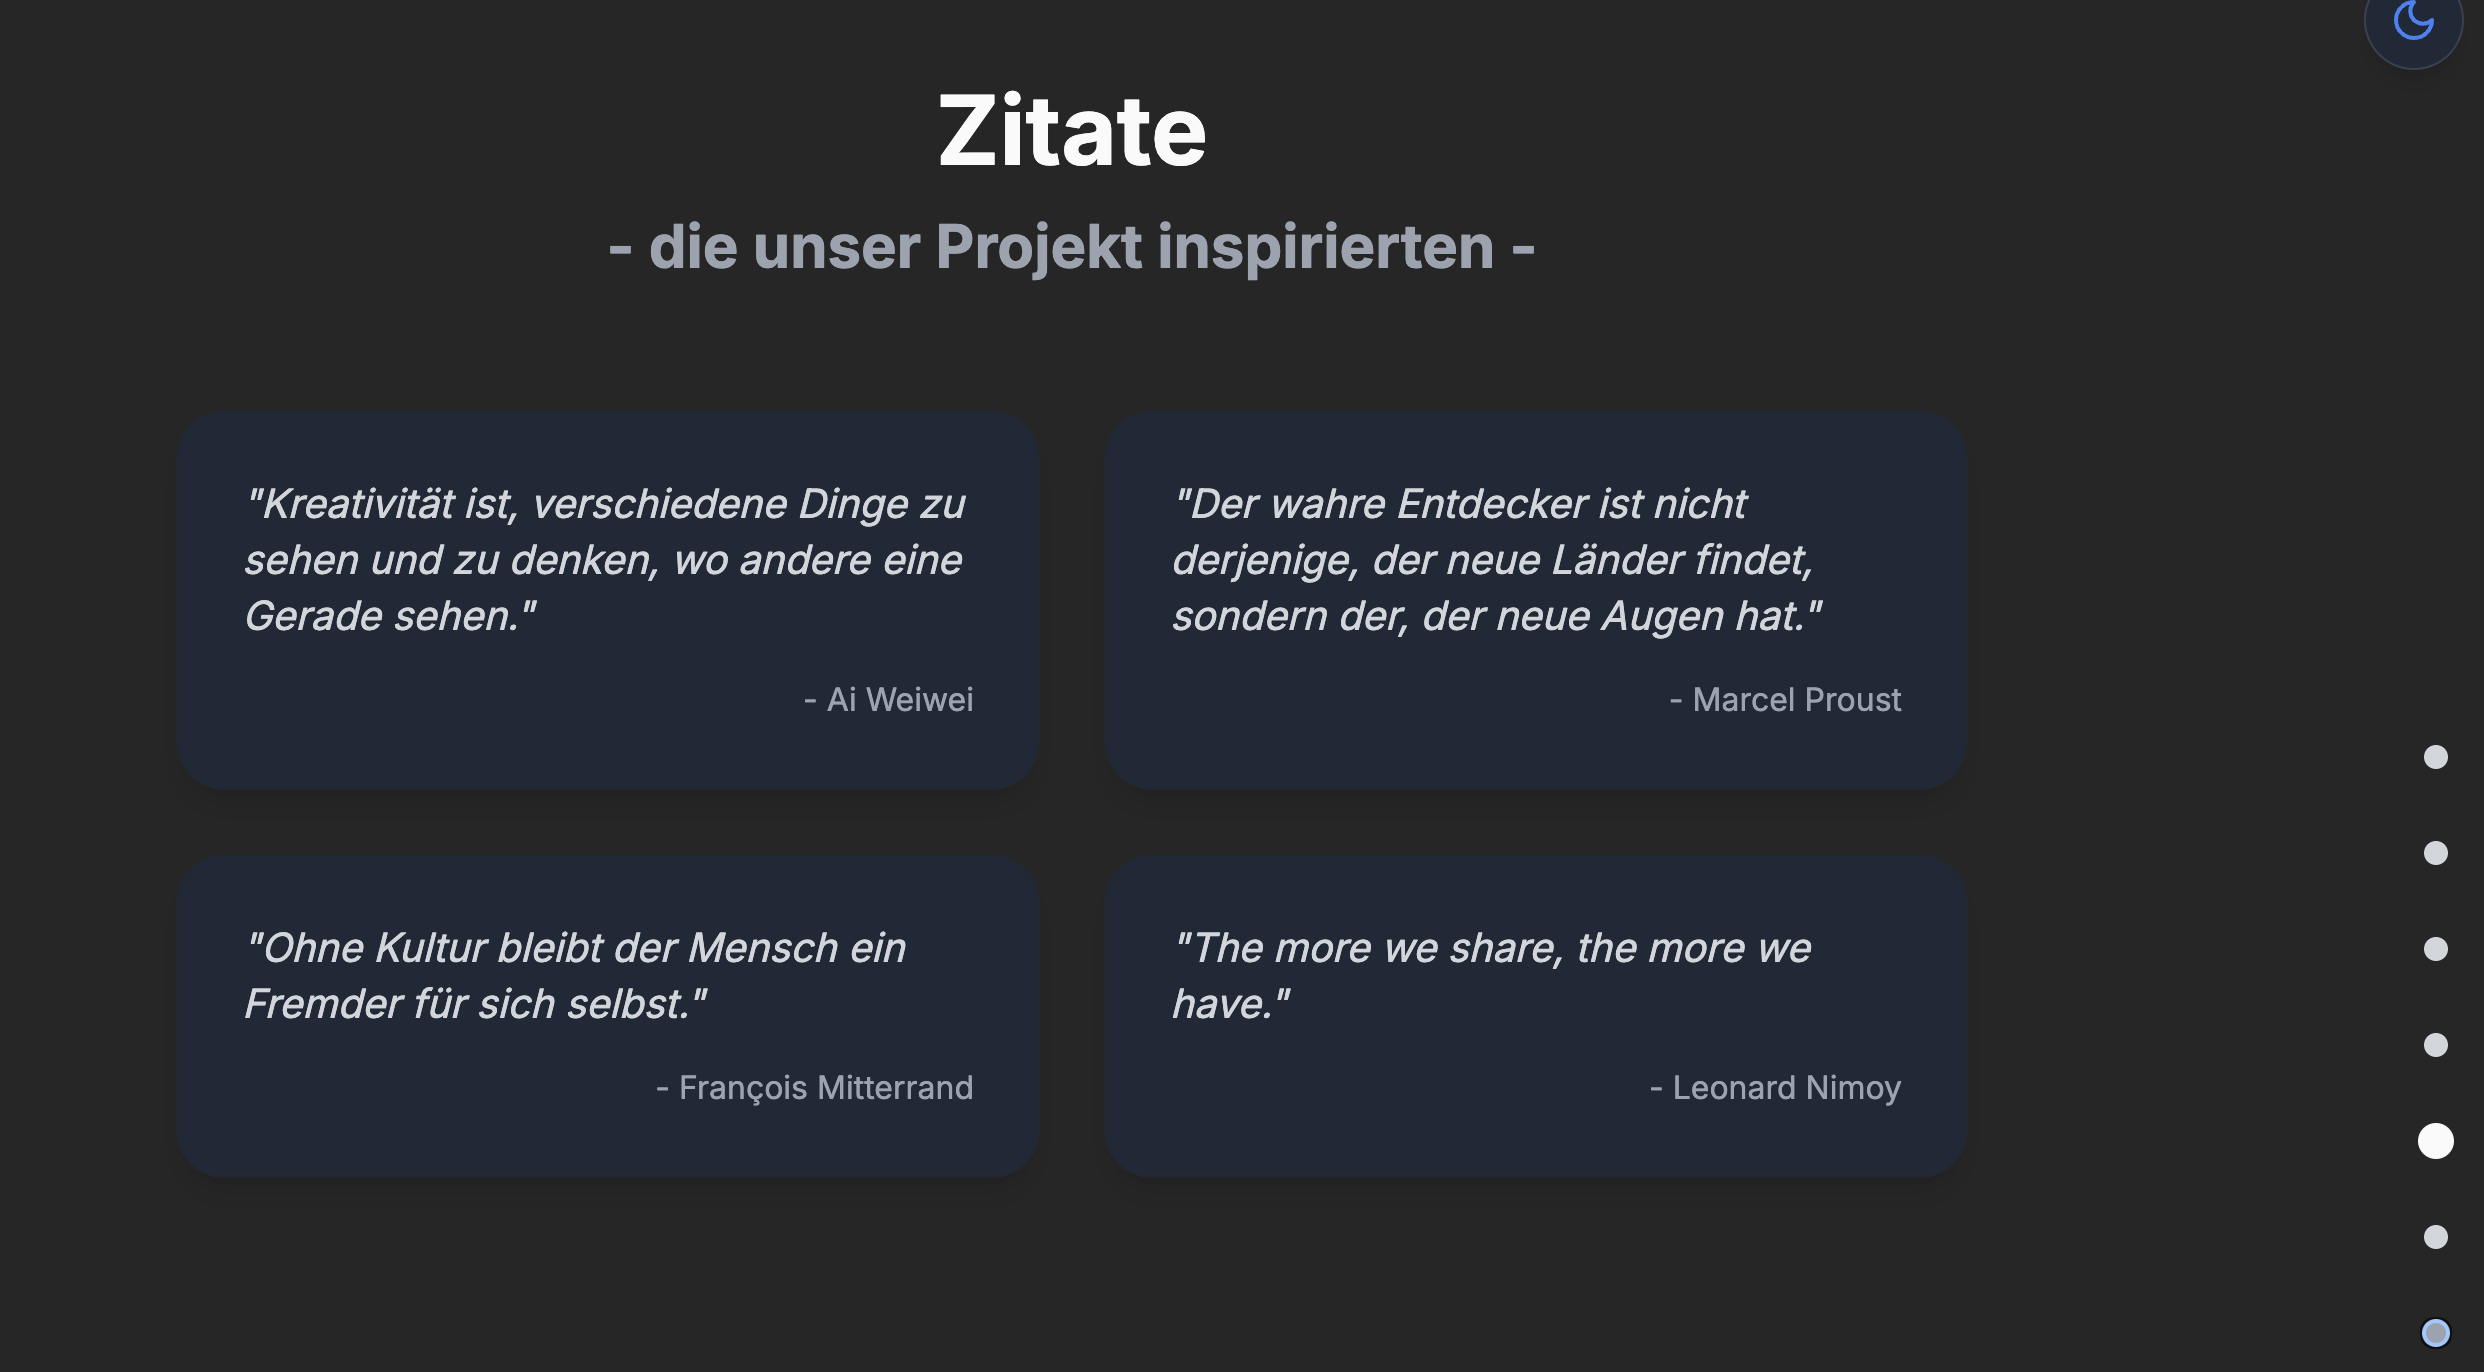 Zitate
- die unser Projekt inspirierten -
"Kreativität ist, verschiedene Dinge zu
sehen und zu denken, wo andere eine
Gerade sehen."
- Ai Weiwei
"Der wahre Entdecker ist nicht
derjenige, der neue Länder findet,
sondern der, der neue Augen hat."
- Marcel Proust
"Ohne Kultur bleibt der Mensch ein
Fremder für sich selbst."
- François Mitterrand
"The more we share, the more we
have."
- Leonard Nimoy